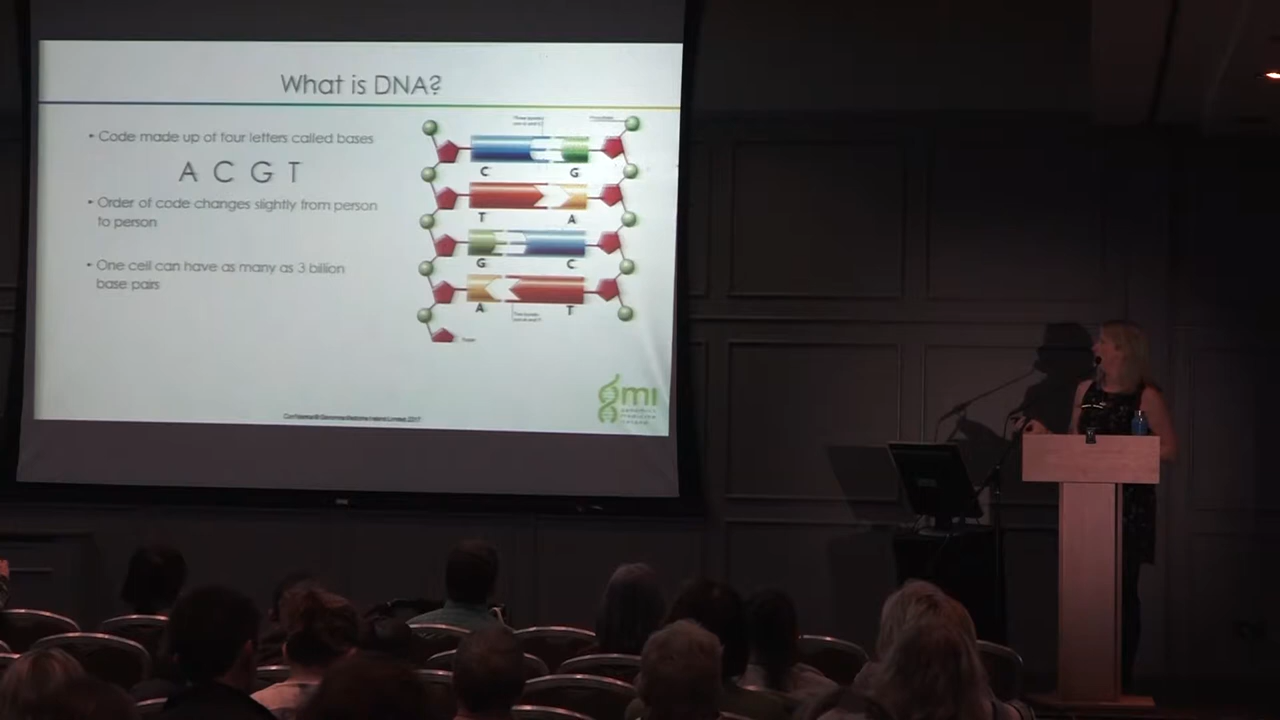 What is DNA?
• Code made up of four letters called bases
A C G T
• Order of code changes slightly from person
to person
• One cell can have as many as 3 billion
base pairs
C G
T A
G C
A T
gmi